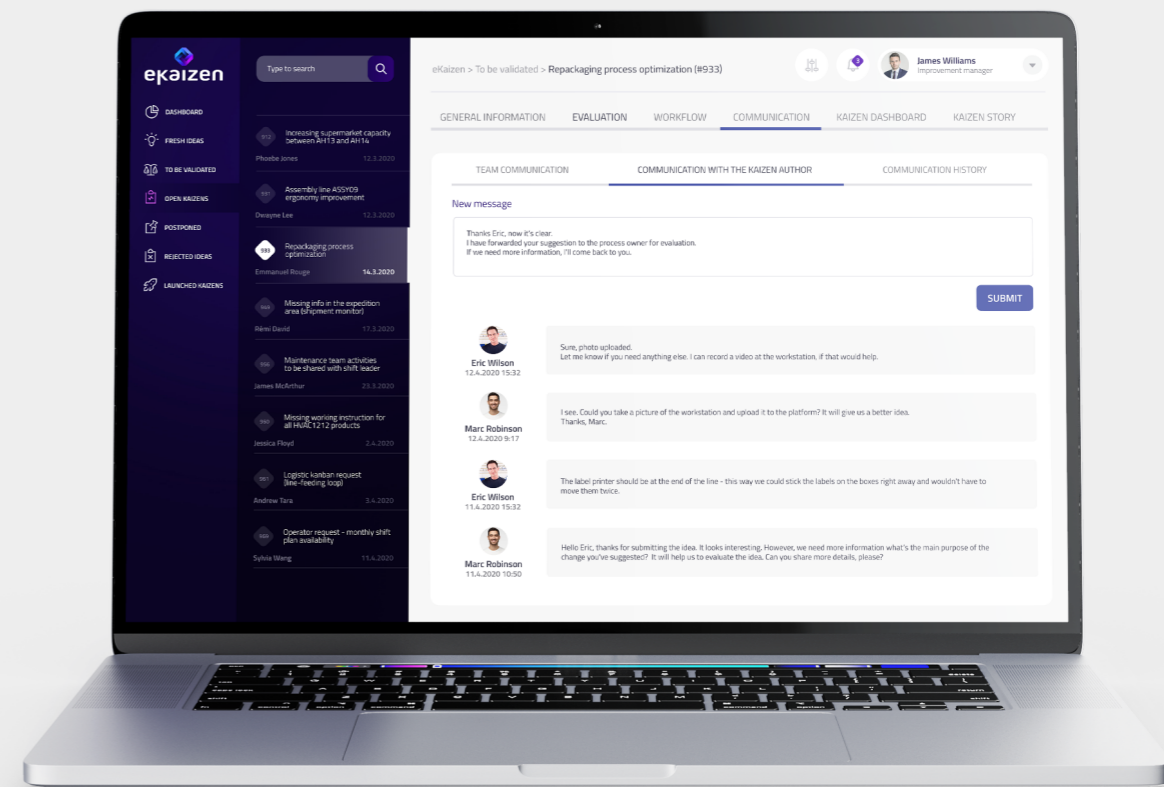 ekaizen
DASHBOARD
FRESH IDEAS
TO BE VALIDATED
OPEN KAIZENS
POSTPONED
REJECTED IDEAS
LAUNCHED KAIZENS
Type to search
Increasing supermarket capacity
between AH13 and AH14
Phoebe Jones 12.3.2020
Assembly line ASSY09
ergonomy improvement
Dwayne Lee 12.3.2020
933
Repackaging process
optimization
Emmanuel Rouge 14.3.2020
Missing info in the expedition
area (shipment monitor)
Rémi David 17.3.2020
Maintenance team activities
to be shared with shift leader
James McArthur 23.3.2020
Missing working instruction for
all HVAC1212 products
Jessica Floyd 2.4.2020
Logistic kanban request
(line-feeding loop)
Andrew Tara 3.4.2020
Operator request - monthly shift
plan availability
Sylvia Wang 11.4.2020
eKaizen > To be validated > Repackaging process optimization (#933)
3
James Williams
Improvement manager
GENERAL INFORMATION EVALUATION WORKFLOW COMMUNICATION KAIZEN DASHBOARD KAIZEN STORY
TEAM COMMUNICATION COMMUNICATION WITH THE KAIZEN AUTHOR COMMUNICATION HISTORY
New message
Thanks Eric, now it's clear.
I have forwarded your suggestion to the process owner for evaluation.
If we need more information, I'll come back to you.
SUBMIT
Eric Wilson
12.4.2020 15:32
Sure, photo uploaded.
Let me know if you need anything else. I can record a video at the workstation, if that would help.
Marc Robinson
12.4.2020 9:17
I see. Could you take a picture of the workstation and upload it to the platform? It will give us a better idea.
Thanks, Marc.
Eric Wilson
11.4.2020 15:32
The label printer should be at the end of the line - this way we could stick the labels on the boxes right away and wouldn't have to
move them twice.
Marc Robinson
11.4.2020 10:50
Hello Eric, thanks for submitting the idea. It looks interesting. However, we need more information what's the main purpose of the
change you've suggested? It will help us to evaluate the idea. Can you share more details, please?